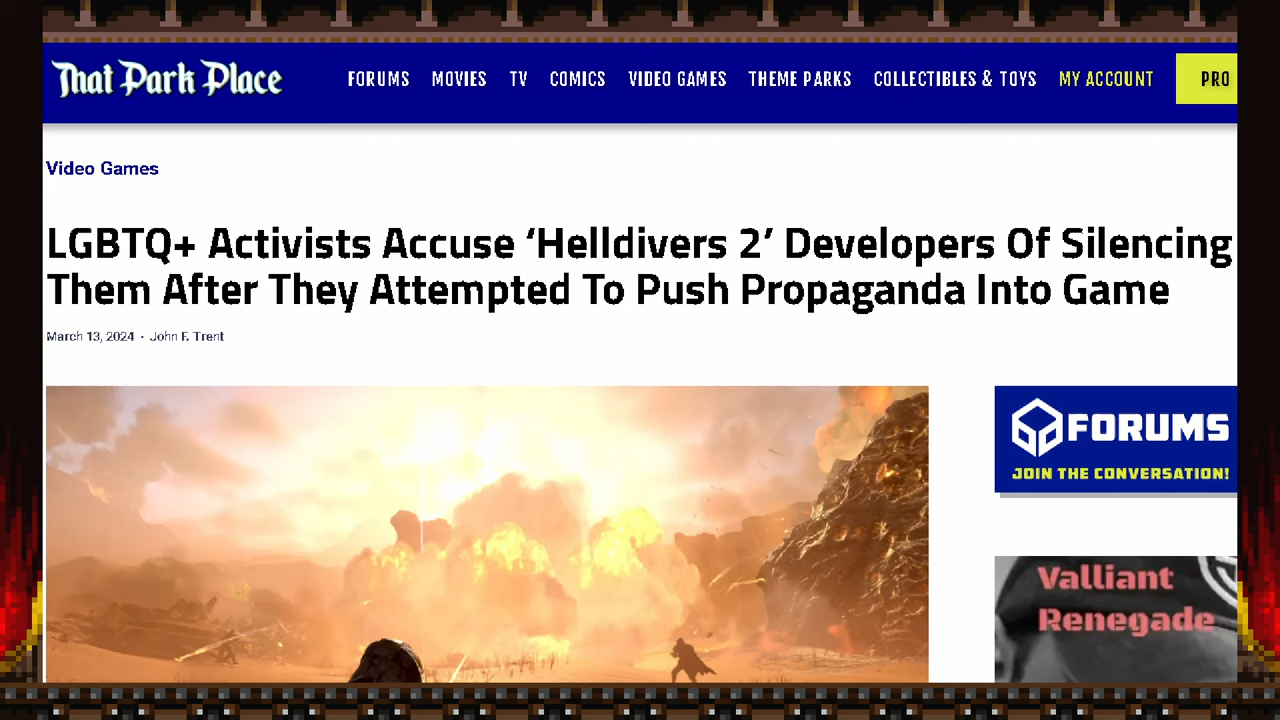 That Park Place
FORUMS MOVIES TV COMICS VIDEO GAMES THEME PARKS COLLECTIBLES & TOYS MY ACCOUNT PRO
Video Games
LGBTQ+ Activists Accuse ‘Helldivers 2’ Developers Of Silencing
Them After They Attempted To Push Propaganda Into Game
March 13, 2024 · John F. Trent
FORUMS
JOIN THE CONVERSATION!
Valliant
Renegade